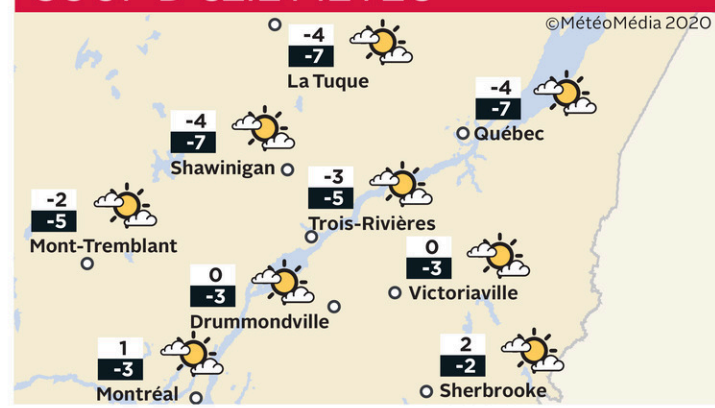 ©MétéoMédia 2020
-4
-7
La Tuque
-4
-7
Québec
-4
-7
Shawinigan
-3
-5
Trois-Rivières
-2
-5
Mont-Tremblant
0
-3
Victoriaville
0
-3
Drummondville
1
-3
Montréal
2
-2
Sherbrooke